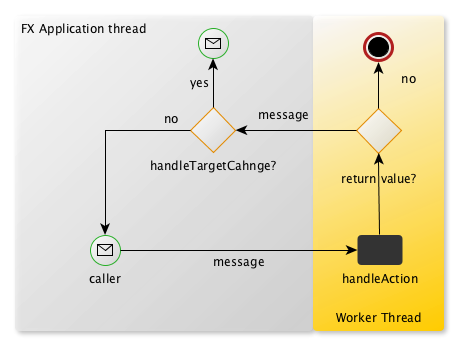 FX Application thread
yes
no
no
message
handleTargetCahnge?
return value?
message
caller
handleAction
Worker Thread